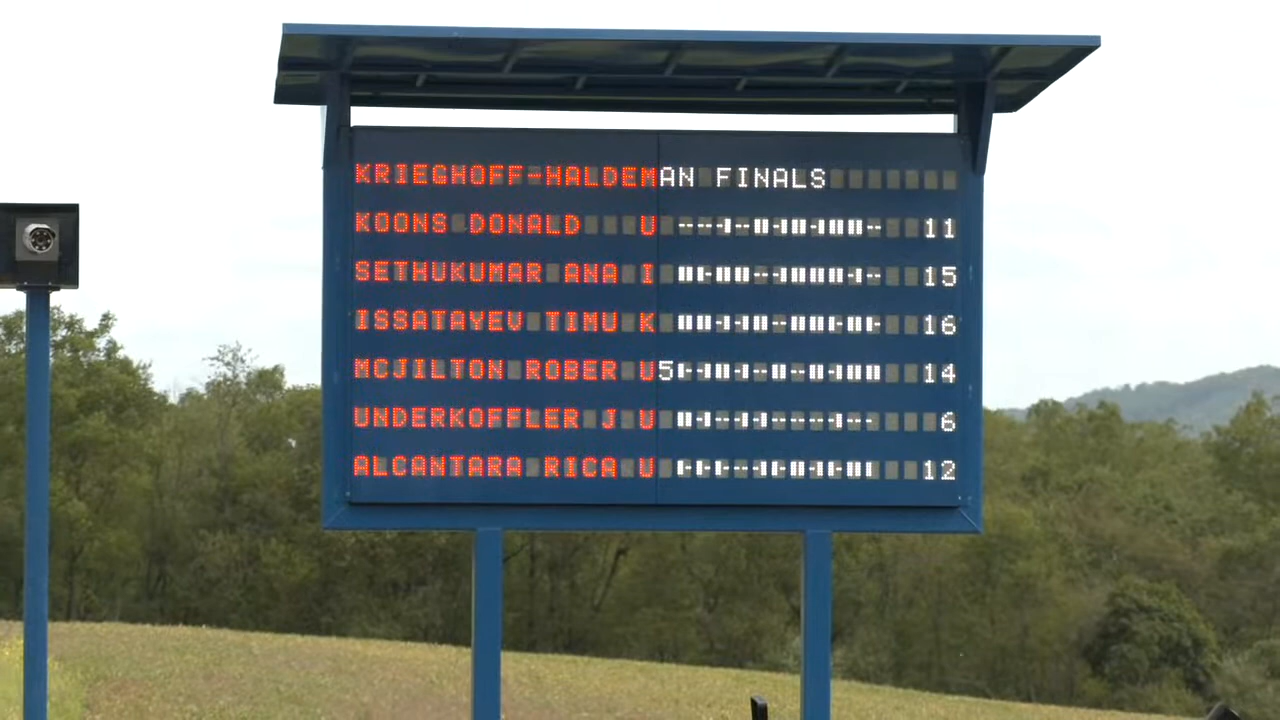 KRIEGHOFF-HALDEMAN FINALS
KOONS DONALD U 11
SETHUKUMAR ANA I 15
ISSATAYEV TIMU K 16
MCJILTON ROBER U5 14
UNDERKOFFLER J U 6
ALCANTARA RICA U 12